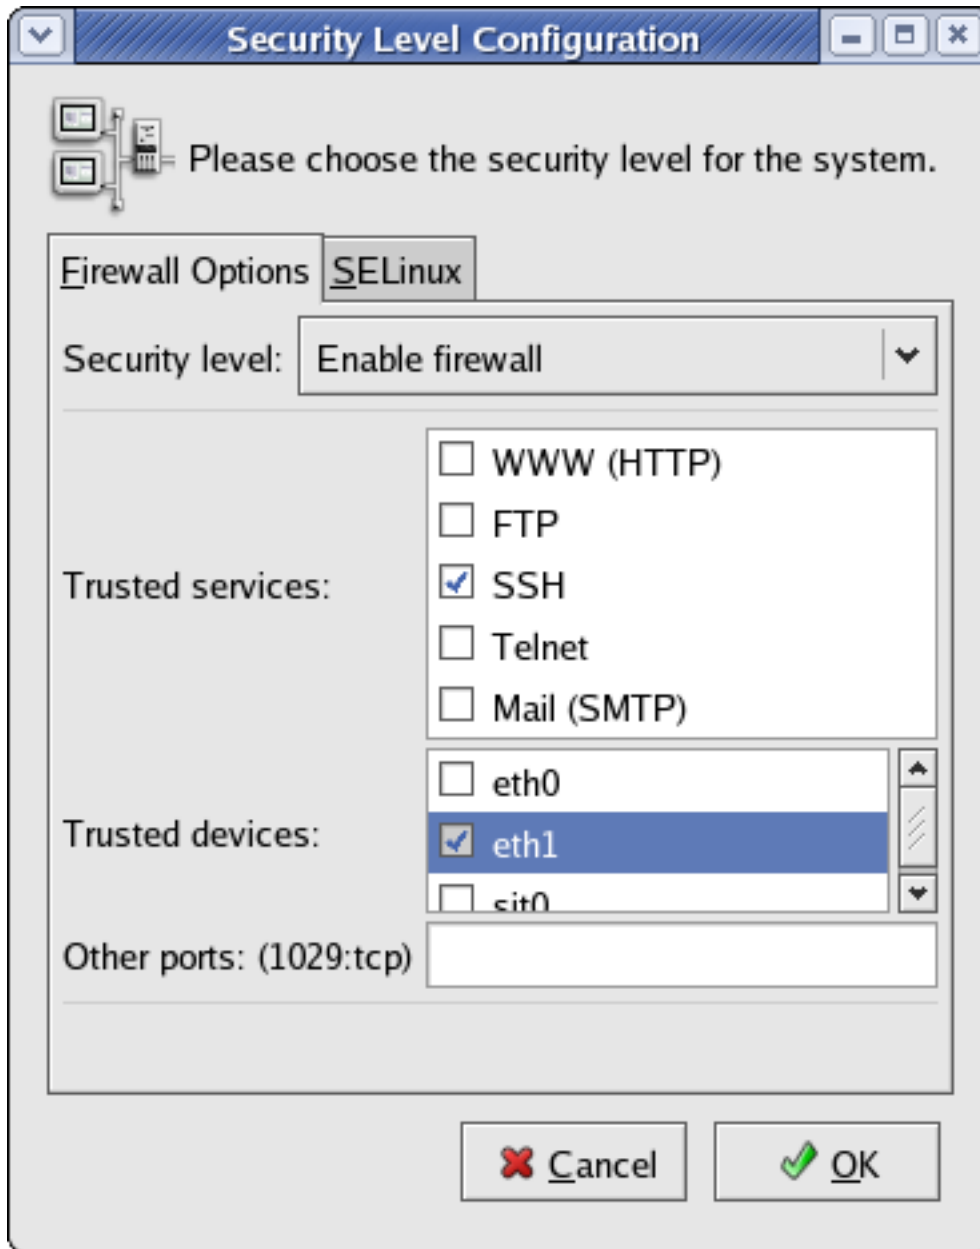 Security Level Configuration
Please choose the security level for the system.
Firewall Options SELinux
Security level: Enable firewall
WWW (HTTP)
FTP
Trusted services: SSH
Telnet
Mail (SMTP)
eth0
Trusted devices: eth1
sit0
Other ports: (1029:tcp)
Cancel OK